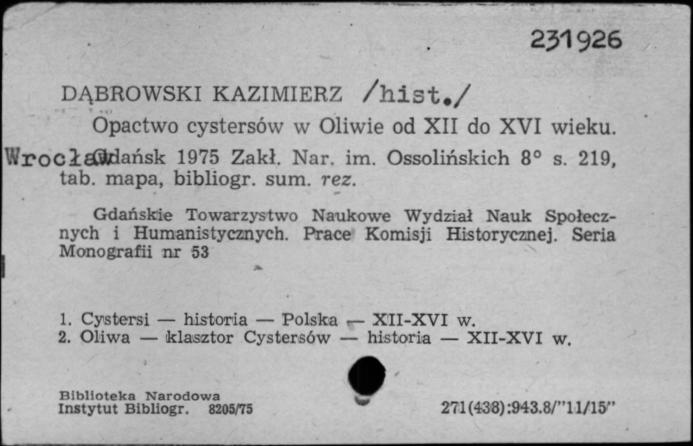 231926
DĄBROWSKI KAZIMIERZ /hist./
Opactwo cystersów w Oliwie od XII do XVI wieku.
Wrocław Gdańsk 1975 Zakł. Nar. im. Ossolińskich 8° s. 219,
tab. mapa, bibliogr. sum. rez.
Gdańskie Towarzystwo Naukowe Wydział Nauk Społecz-
nych i Humanistycznych. Prace Komisji Historycznej. Seria
Monografii nr 53
1. Cystersi — historia — Polska — XII-XVI w.
2. Oliwa — klasztor Cystersów — historia — XII-XVI w.
Biblioteka Narodowa
Instytut Bibliogr. 8205/75 271(438):943.8/"11/15"